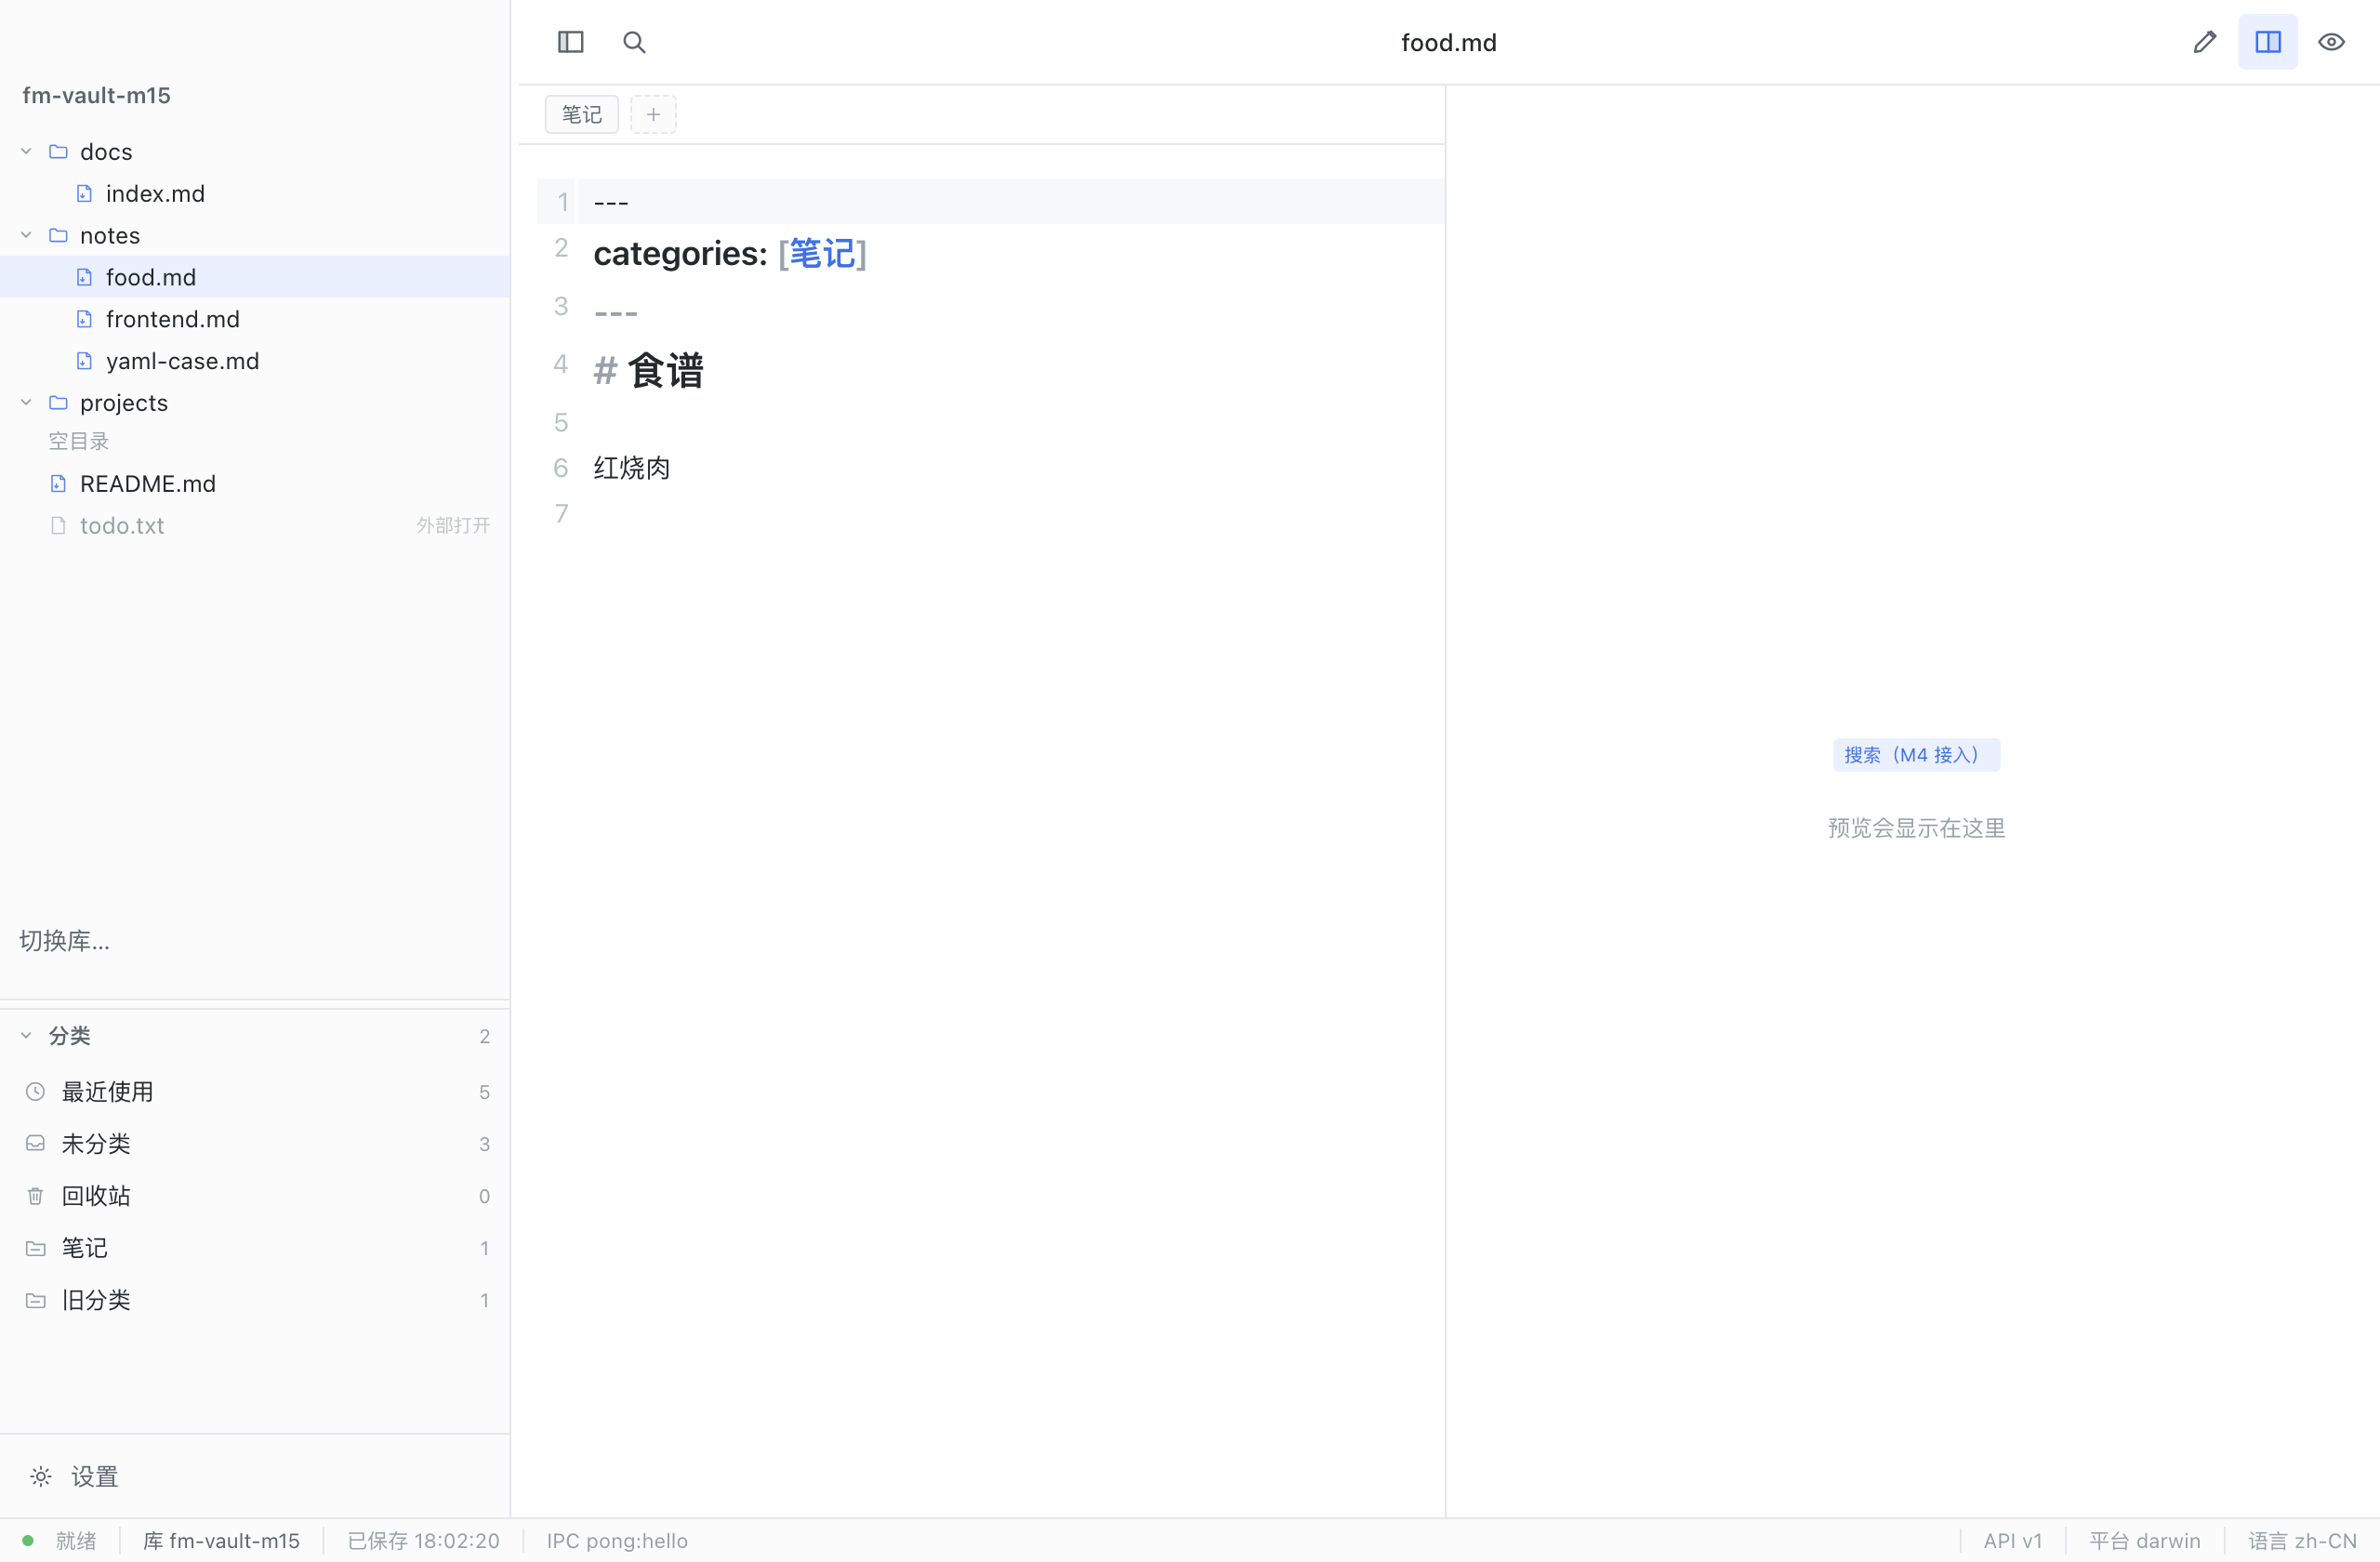 fm-vault-m15
docs
index.md
notes
food.md
frontend.md
yaml-case.md
projects
空目录
README.md
todo.txt 外部打开
切换库...
分类 2
最近使用 5
未分类 3
回收站 0
笔记 1
旧分类 1
设置
food.md
笔记 +
1 ---
2 categories: [笔记]
3 ---
4 # 食谱
5
6 红烧肉
7
搜索（M4 接入）
预览会显示在这里
就绪 库 fm-vault-m15 已保存 18:02:20 IPC pong:hello API v1 平台 darwin 语言 zh-CN